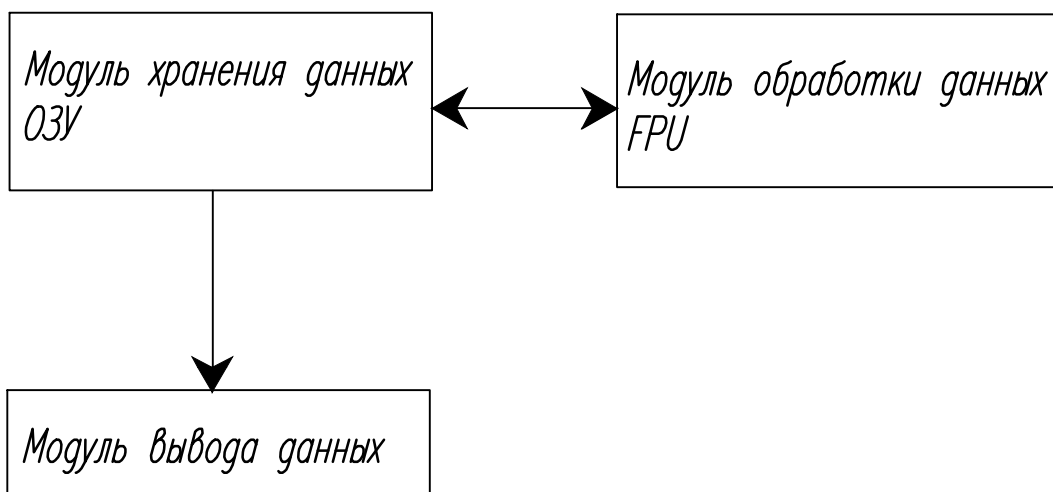 Модуль хранения данных
ОЗУ
Модуль обработки данных
FPU
Модуль вывода данных